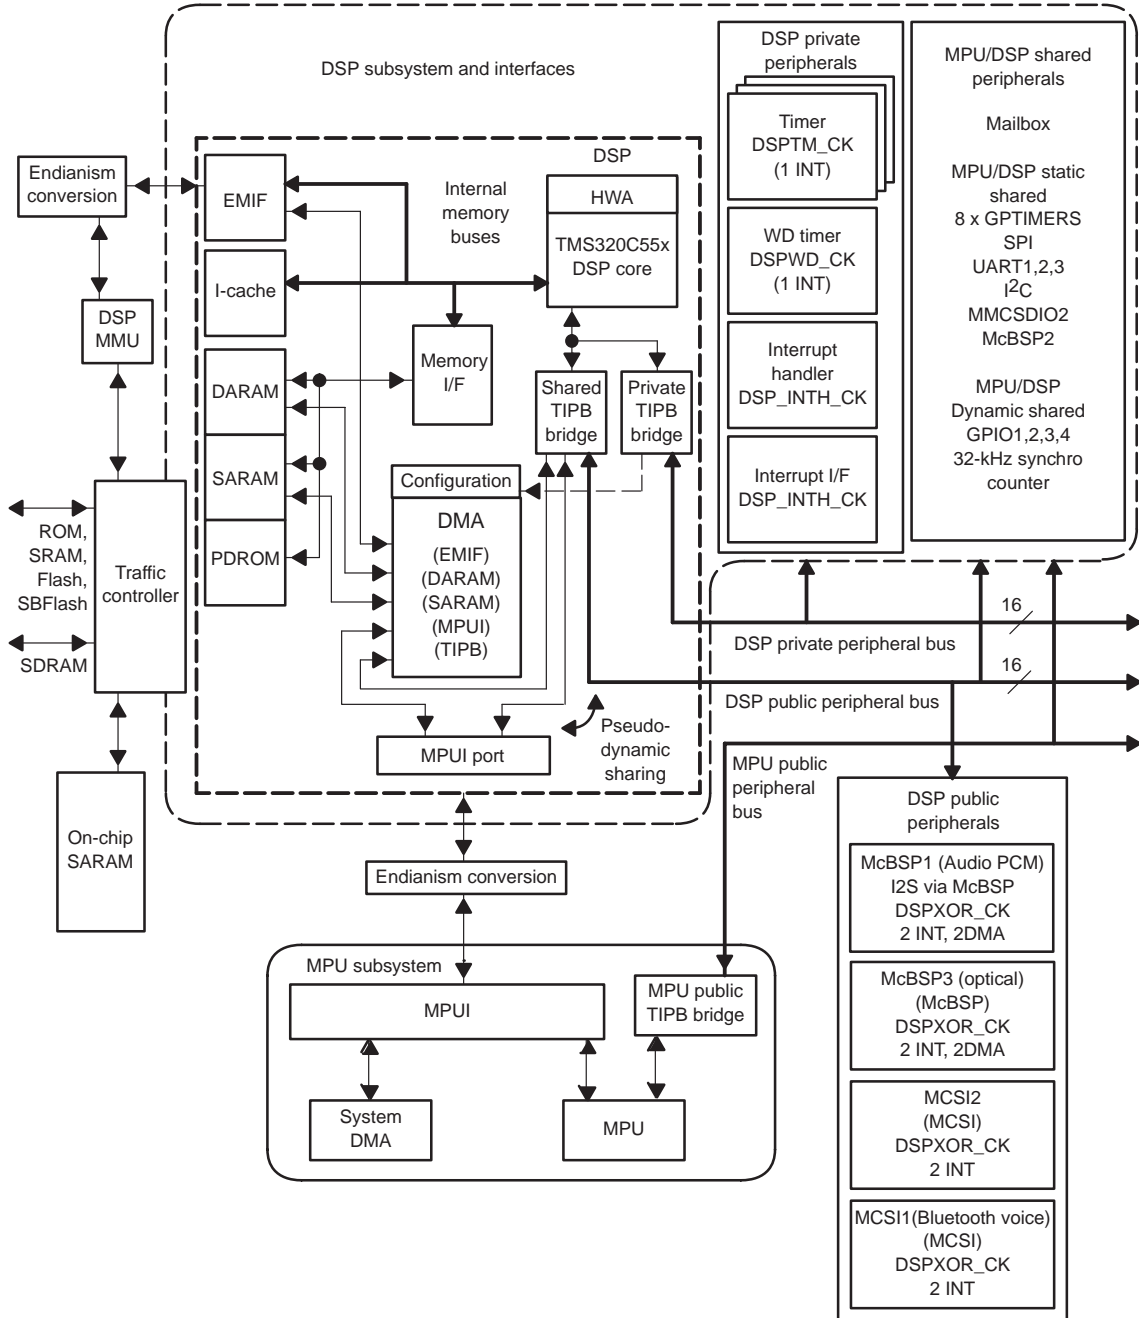 DSP subsystem and interfaces
DSP private
peripherals
Timer
DSPTM_CK
(1 INT)
WD timer
DSPWD_CK
(1 INT)
Interrupt
handler
DSP_INTH_CK
Interrupt I/F
DSP_INTH_CK
MPU/DSP shared
peripherals
Mailbox
MPU/DSP static
shared
8 x GPTIMERS
SPI
UART1,2,3
I2C
MMCSDIO2
McBSP2
MPU/DSP
Dynamic shared
GPIO1,2,3,4
32-kHz synchro
counter
Endianism
conversion
DSP
MMU
ROM,
SRAM,
Flash,
SBFlash
SDRAM
Traffic
controller
On-chip
SARAM
DSP
EMIF
I-cache
DARAM
SARAM
PDROM
Internal
memory
buses
HWA
TMS320C55x
DSP core
Memory
I/F
Shared
TIPB
bridge
Private
TIPB
bridge
Configuration
DMA
(EMIF)
(DARAM)
(SARAM)
(MPUI)
(TIPB)
MPUI port
Pseudo-
dynamic
sharing
16
DSP private peripheral bus
16
DSP public peripheral bus
MPU public
peripheral
bus
Endianism conversion
MPU subsystem
MPUI
MPU public
TIPB bridge
System
DMA
MPU
DSP public
peripherals
McBSP1 (Audio PCM)
I2S via McBSP
DSPXOR_CK
2 INT, 2DMA
McBSP3 (optical)
(McBSP)
DSPXOR_CK
2 INT, 2DMA
MCSI2
(MCSI)
DSPXOR_CK
2 INT
MCSI1(Bluetooth voice)
(MCSI)
DSPXOR_CK
2 INT